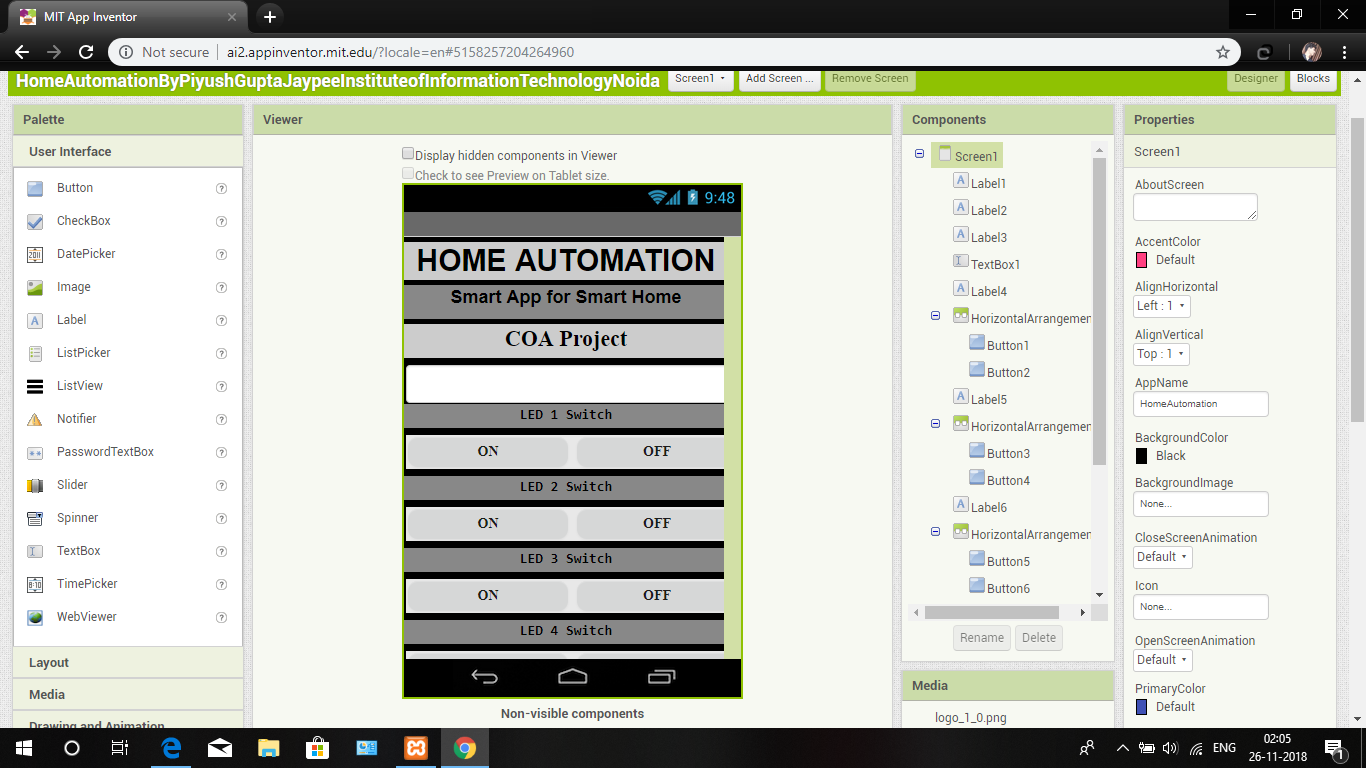 MIT App Inventor
Not secure | ai2.appinventor.mit.edu/?locale=en#5158257204264960
HomeAutomationByPiyushGuptaJaypeeInstituteofInformationTechnologyNoida
Screen1
Add Screen ...
Remove Screen
Designer
Blocks
Palette
User Interface
Button
CheckBox
DatePicker
Image
Label
ListPicker
ListView
Notifier
PasswordTextBox
Slider
Spinner
TextBox
TimePicker
WebViewer
Layout
Media
Drawing and Animation
Viewer
Display hidden components in Viewer
Check to see Preview on Tablet size.
9:48
HOME AUTOMATION
Smart App for Smart Home
COA Project
LED 1 Switch
ON OFF
LED 2 Switch
ON OFF
LED 3 Switch
ON OFF
LED 4 Switch
Non-visible components
Components
Screen1
Label1
Label2
Label3
TextBox1
Label4
HorizontalArrangemen
Button1
Button2
Label5
HorizontalArrangemen
Button3
Button4
Label6
HorizontalArrangemen
Button5
Button6
Rename
Delete
Media
logo_1_0.png
Properties
Screen1
AboutScreen
AccentColor
Default
AlignHorizontal
Left : 1
AlignVertical
Top : 1
AppName
HomeAutomation
BackgroundColor
Black
BackgroundImage
None...
CloseScreenAnimation
Default
Icon
None...
OpenScreenAnimation
Default
PrimaryColor
Default
ENG
02:05
26-11-2018
1